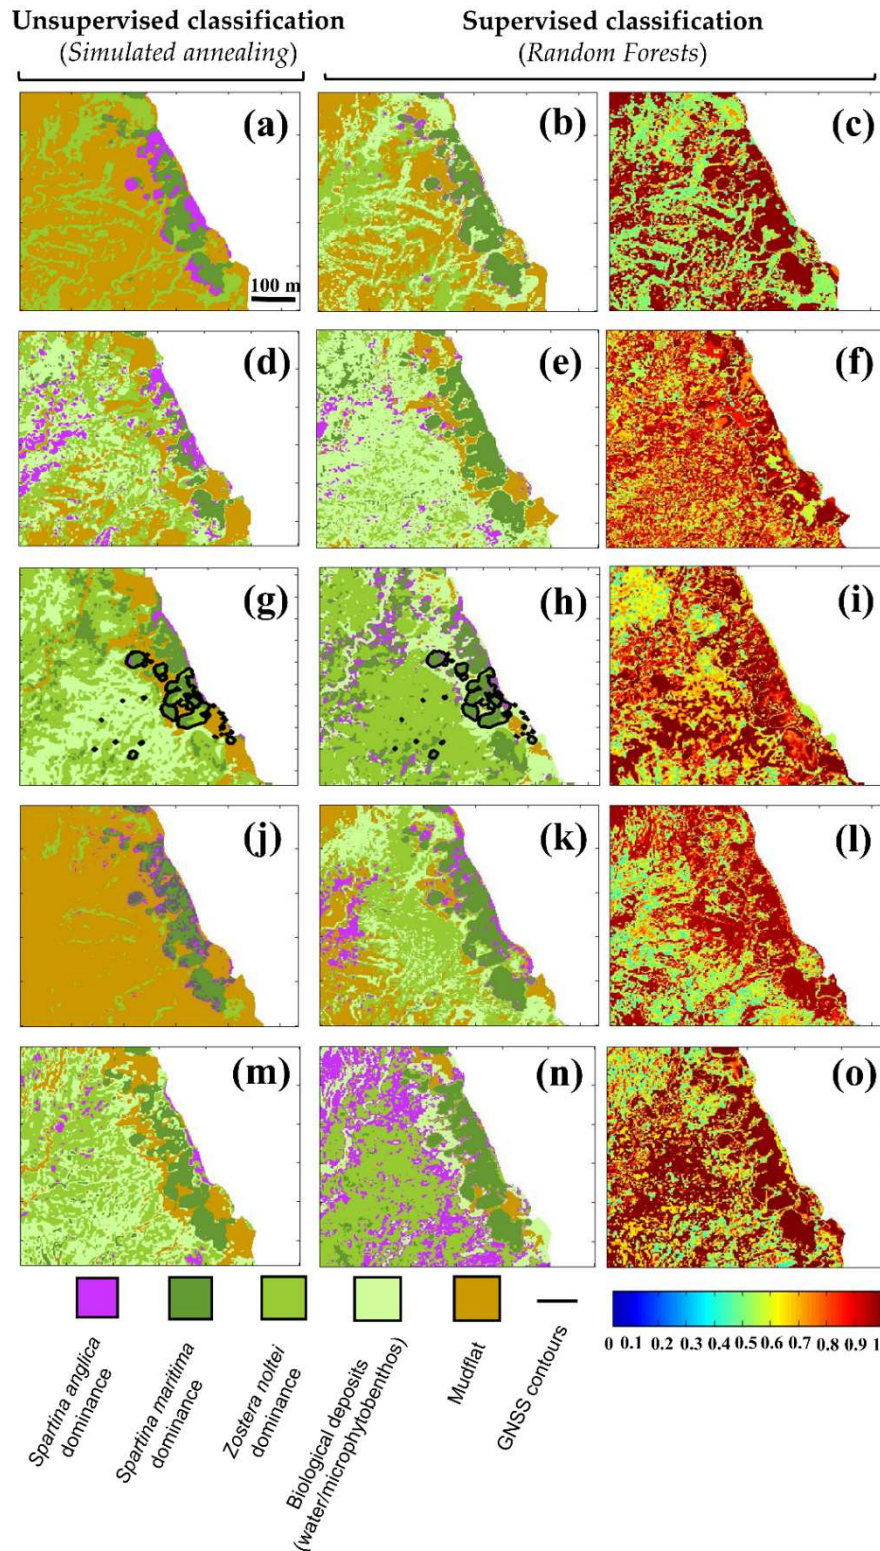 Unsupervised classification
(Simulated annealing)
Supervised classification
(Random Forests)
(a)
(b)
(c)
100 m
(d)
(e)
(f)
(g)
(h)
(i)
(j)
(k)
(l)
(m)
(n)
(o)
0 0.1 0.2 0.3 0.4 0.5 0.6 0.7 0.8 0.9 1
Spartina anglica
dominance
Spartina maritima
dominance
Zostera noltei
dominance
Biological deposits
(water/microphytobenthos)
Mudflat
GNSS contours